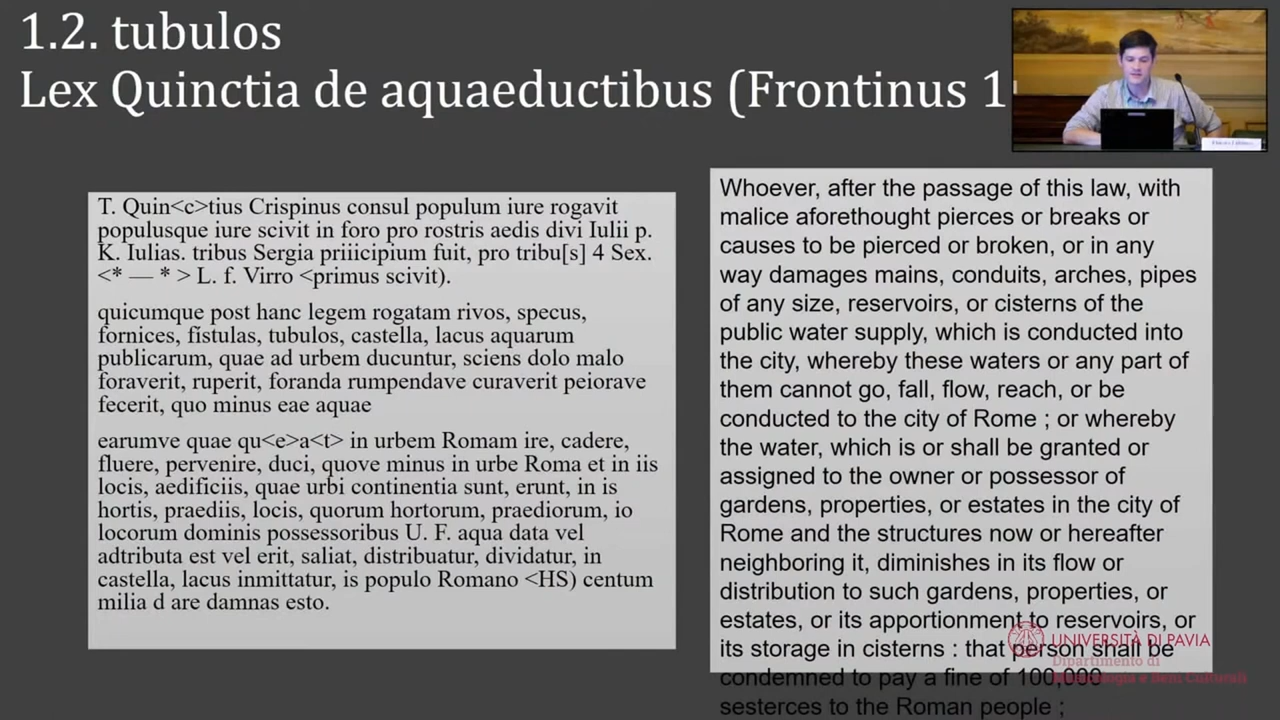 1.2. tubulos
Lex Quinctia de aquaeductibus (Frontinus 1
T. Quin<c>tius Crispinus consul populum iure rogavit
populusque iure scivit in foro pro rostris aedis divi Iulii p.
K. Iulias. tribus Sergia priiicipium fuit, pro tribu[s] 4 Sex.
<* — * > L. f. Virro <primus scivit).
quicumque post hanc legem rogatam rivos, specus,
fornices, fístulas, tubulos, castella, lacus aquarum
publicarum, quae ad urbem ducuntur, sciens dolo malo
foraverit, ruperit, foranda rumpendave curaverit peiorave
fecerit, quo minus eae aquae
earumve quae qu<e>a<t> in urbem Romam ire, cadere,
fluere, pervenire, duci, quove minus in urbe Roma et in iis
locis, aedificiis, quae urbi continentia sunt, erunt, in is
hortis, praediis, locis, quorum hortorum, praediorum, io
locorum dominis possessoribus U. F. aqua data vel
adtributa est vel erit, saliat, distribuatur, dividatur, in
castella, lacus inmittatur, is populo Romano <HS) centum
milia d are damnas esto.
Whoever, after the passage of this law, with
malice aforethought pierces or breaks or
causes to be pierced or broken, or in any
way damages mains, conduits, arches, pipes
of any size, reservoirs, or cisterns of the
public water supply, which is conducted into
the city, whereby these waters or any part of
them cannot go, fall, flow, reach, or be
conducted to the city of Rome ; or whereby
the water, which is or shall be granted or
assigned to the owner or possessor of
gardens, properties, or estates in the city of
Rome and the structures now or hereafter
neighboring it, diminishes in its flow or
distribution to such gardens, properties, or
estates, or its apportionment to reservoirs, or
its storage in cisterns : that person shall be
condemned to pay a fine of 100,000
sesterces to the Roman people ;
UNIVERSITÀ DI PAVIA
Dipartimento di
Musicologia e Beni CuRturali